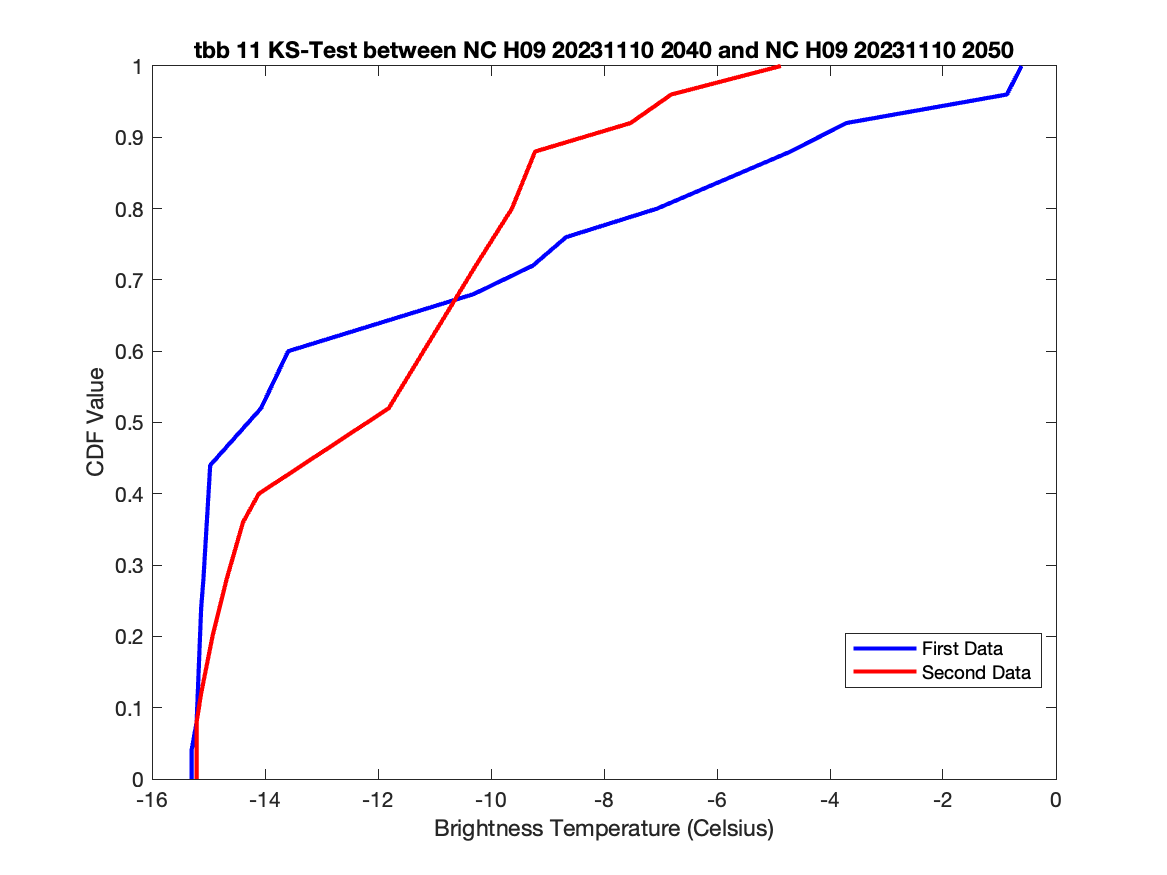 tbb 11 KS-Test between NC H09 20231110 2040 and NC H09 20231110 2050
1
0.9
0.8
0.7
0.6
0.5
0.4
0.3
0.2
0.1
0
CDF Value
First Data
Second Data
-16 -14 -12 -10 -8 -6 -4 -2 0
Brightness Temperature (Celsius)